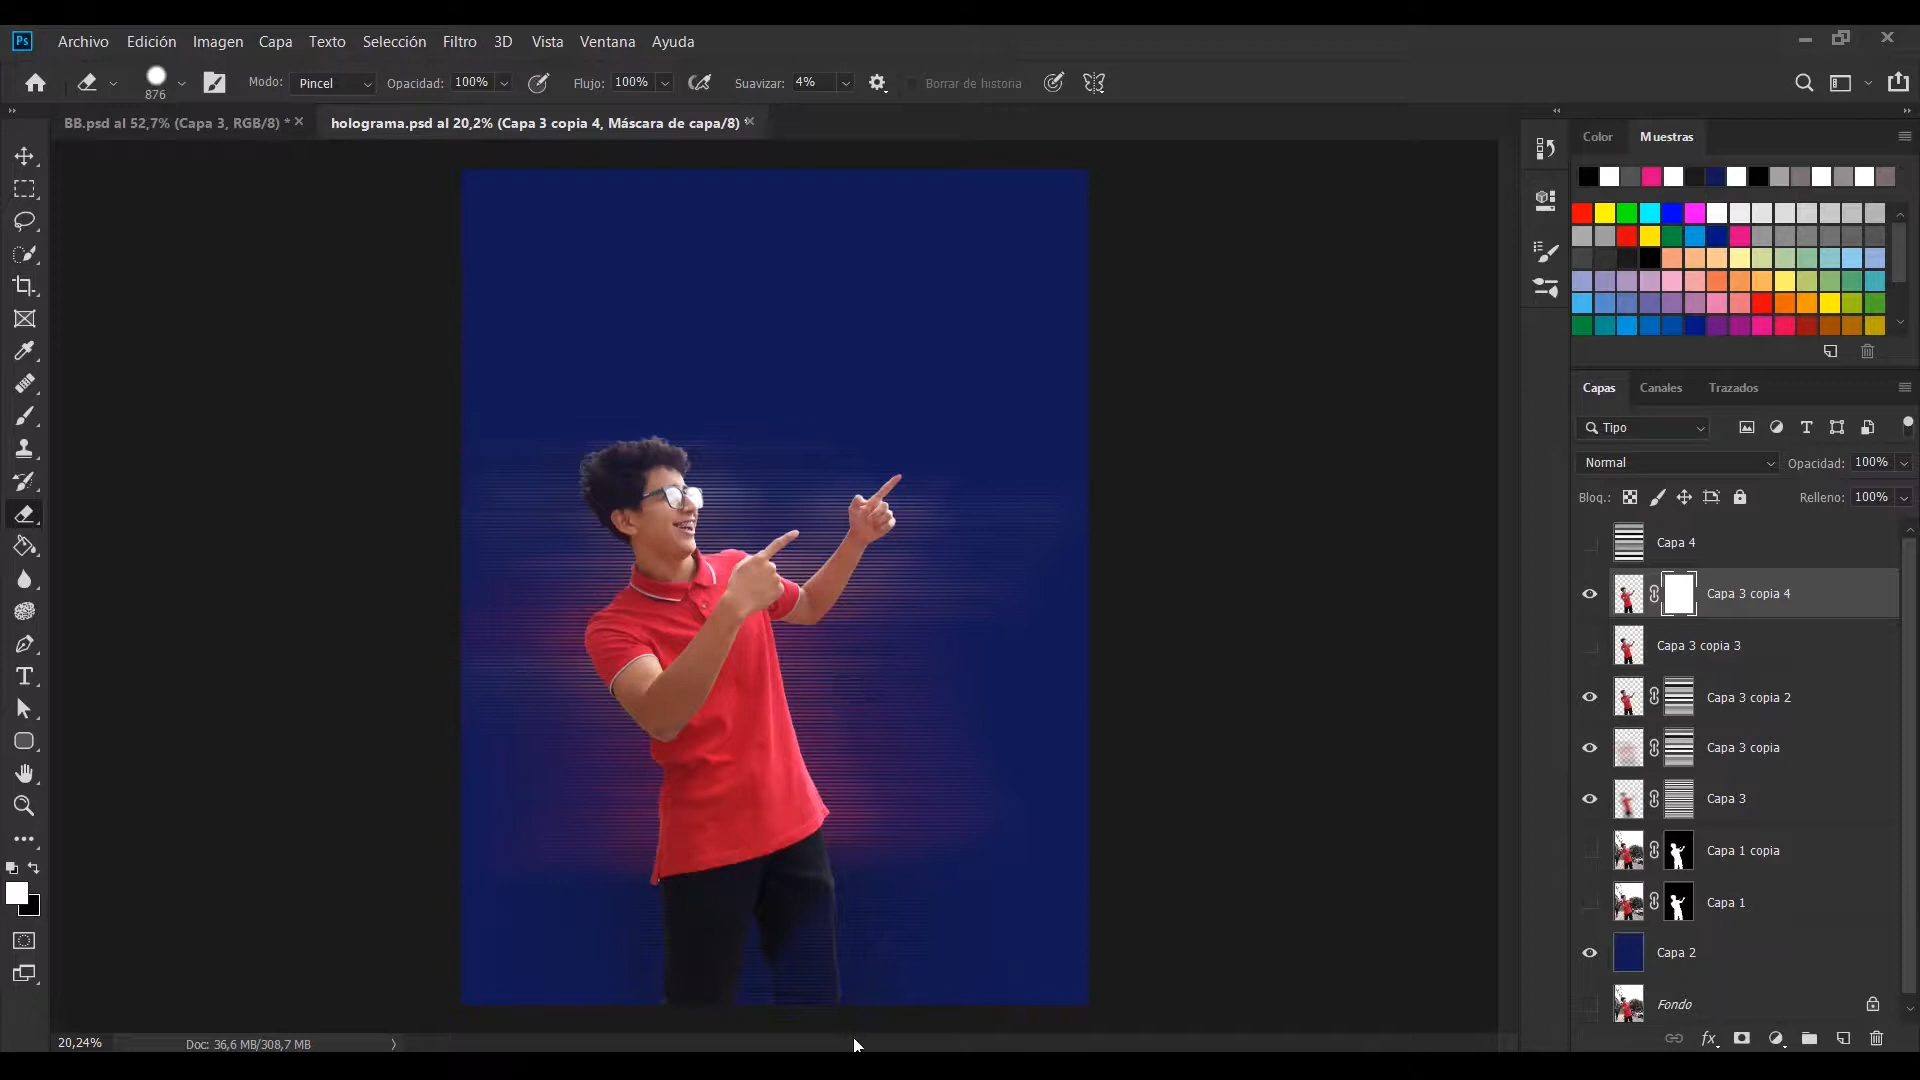 Ps Archivo Edición Imagen Capa Texto Selección Filtro 3D Vista Ventana Ayuda
876 Modo: Pincel Opacidad: 100% Flujo: 100% Suavizar: 4% Borrar de historia
BB.psd al 52,7% (Capa 3, RGB/8) * × holograma.psd al 20,2% (Capa 3 copia 4, Máscara de capa/8) * ×
Color Muestras
Capas Canales Trazados
Tipo
Normal Opacidad: 100%
Bloq.: Relleno: 100%
Capa 4
Capa 3 copia 4
Capa 3 copia 3
Capa 3 copia 2
Capa 3 copia
Capa 3
Capa 1 copia
Capa 1
Capa 2
Fondo
fx
20,24% Doc: 36,6 MB/308,7 MB